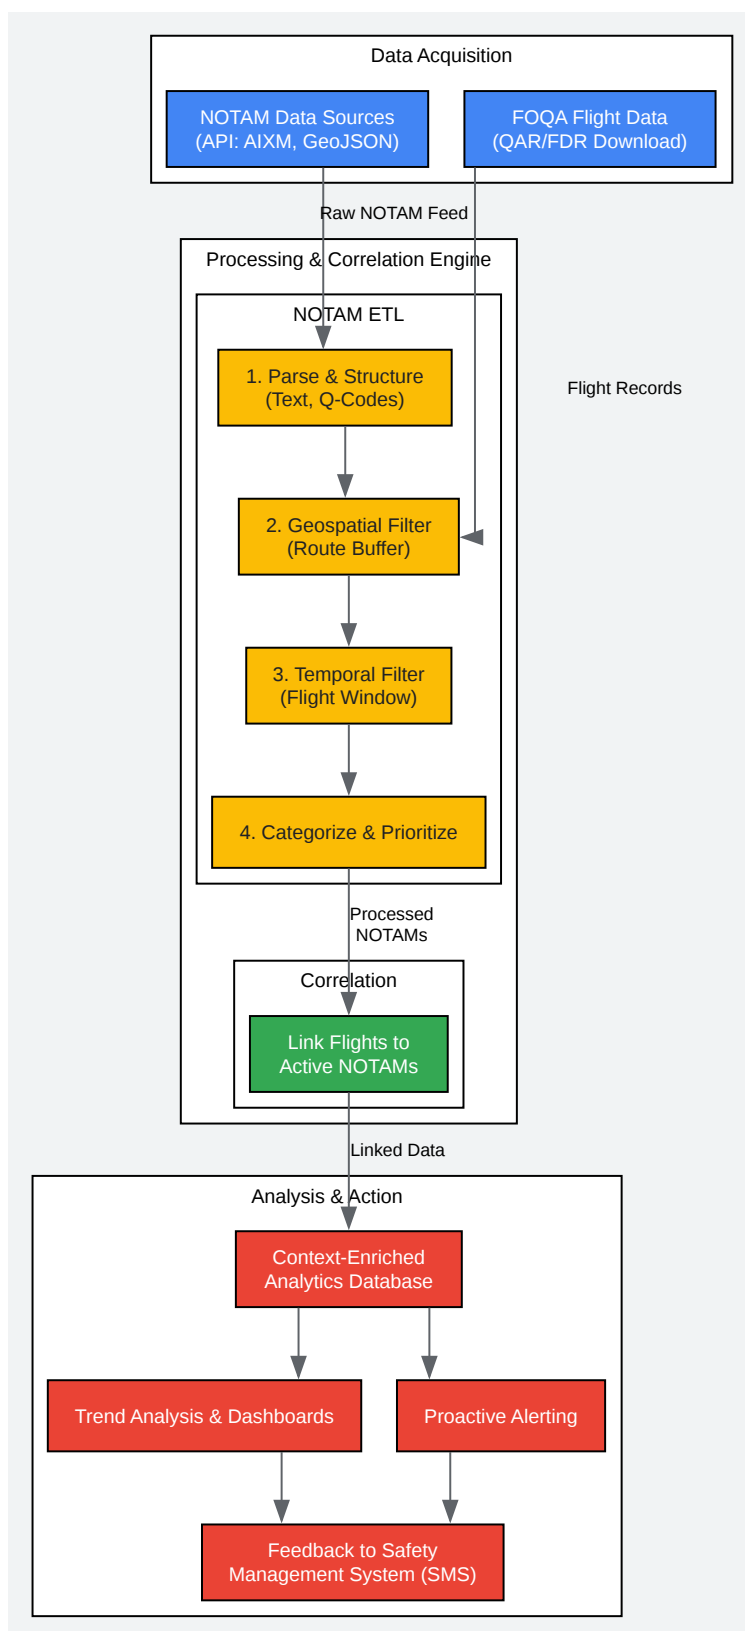 Data Acquisition
NOTAM Data Sources
(API: AIXM, GeoJSON)
FOQA Flight Data
(QAR/FDR Download)
Raw NOTAM Feed
Processing & Correlation Engine
NOTAM ETL
1. Parse & Structure
(Text, Q-Codes)
Flight Records
2. Geospatial Filter
(Route Buffer)
3. Temporal Filter
(Flight Window)
4. Categorize & Prioritize
Processed
NOTAMs
Correlation
Link Flights to
Active NOTAMs
Linked Data
Analysis & Action
Context-Enriched
Analytics Database
Trend Analysis & Dashboards
Proactive Alerting
Feedback to Safety
Management System (SMS)